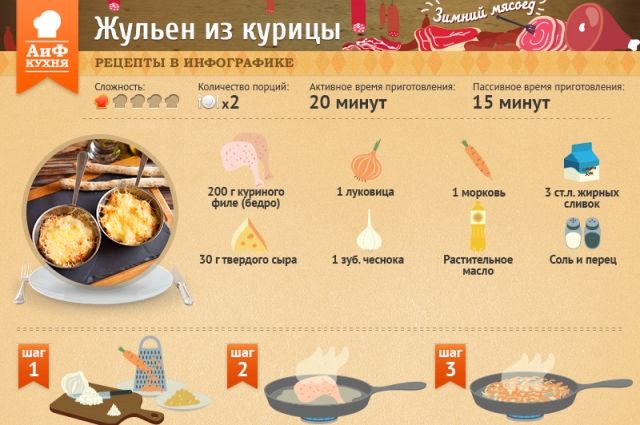 Зимний мясоед
АиФ
КУХНЯ
Жульен из курицы
РЕЦЕПТЫ В ИНФОГРАФИКЕ
Сложность:
Количество порций:
x2
Активное время приготовления:
20 минут
Пассивное время приготовления:
15 минут
200 г куриного
филе (бедро)
1 луковица
1 морковь
3 ст.л. жирных
сливок
30 г твердого сыра
1 зуб. чеснока
Растительное
масло
Соль и перец
шаг
1
шаг
2
шаг
3